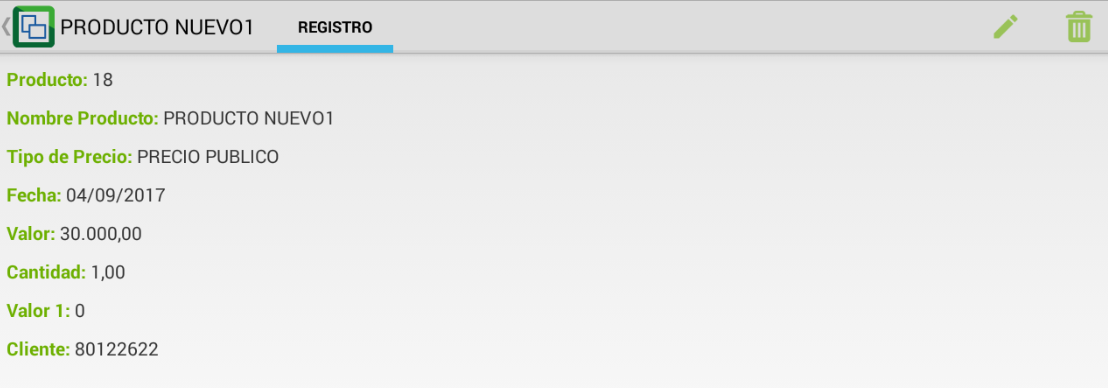 PRODUCTO NUEVO1 REGISTRO
Producto: 18
Nombre Producto: PRODUCTO NUEVO1
Tipo de Precio: PRECIO PUBLICO
Fecha: 04/09/2017
Valor: 30.000,00
Cantidad: 1,00
Valor 1: 0
Cliente: 80122622